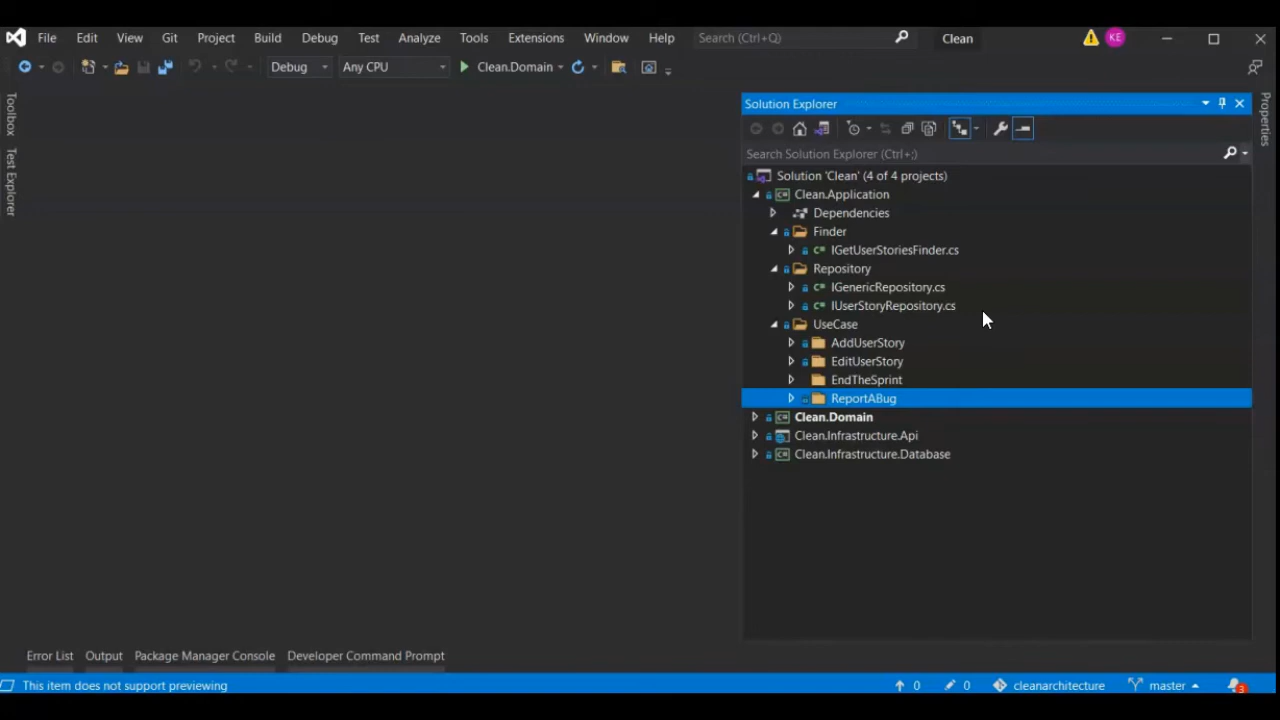 File Edit View Git Project Build Debug Test Analyze Tools Extensions Window Help Search (Ctrl+Q) Clean KE
Debug Any CPU Clean.Domain
Toolbox
Test Explorer
Solution Explorer
Properties
Search Solution Explorer (Ctrl+;)
Solution 'Clean' (4 of 4 projects)
Clean.Application
Dependencies
Finder
C# IGetUserStoriesFinder.cs
Repository
C# IGenericRepository.cs
C# IUserStoryRepository.cs
UseCase
AddUserStory
EditUserStory
EndTheSprint
ReportABug
C# Clean.Domain
Clean.Infrastructure.Api
C# Clean.Infrastructure.Database
Error List Output Package Manager Console Developer Command Prompt
This item does not support previewing 0 0 cleanarchitecture master 3